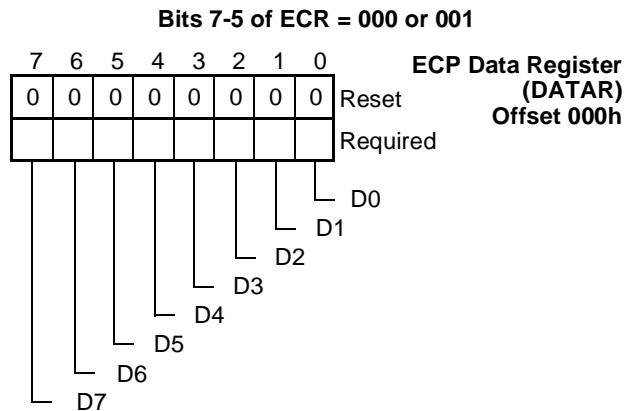 Bits 7-5 of ECR = 000 or 001
7 6 5 4 3 2 1 0
ECP Data Register
(DATAR)
Offset 000h
0 0 0 0 0 0 0 0 Reset
Required
D0
D1
D2
D3
D4
D5
D6
D7